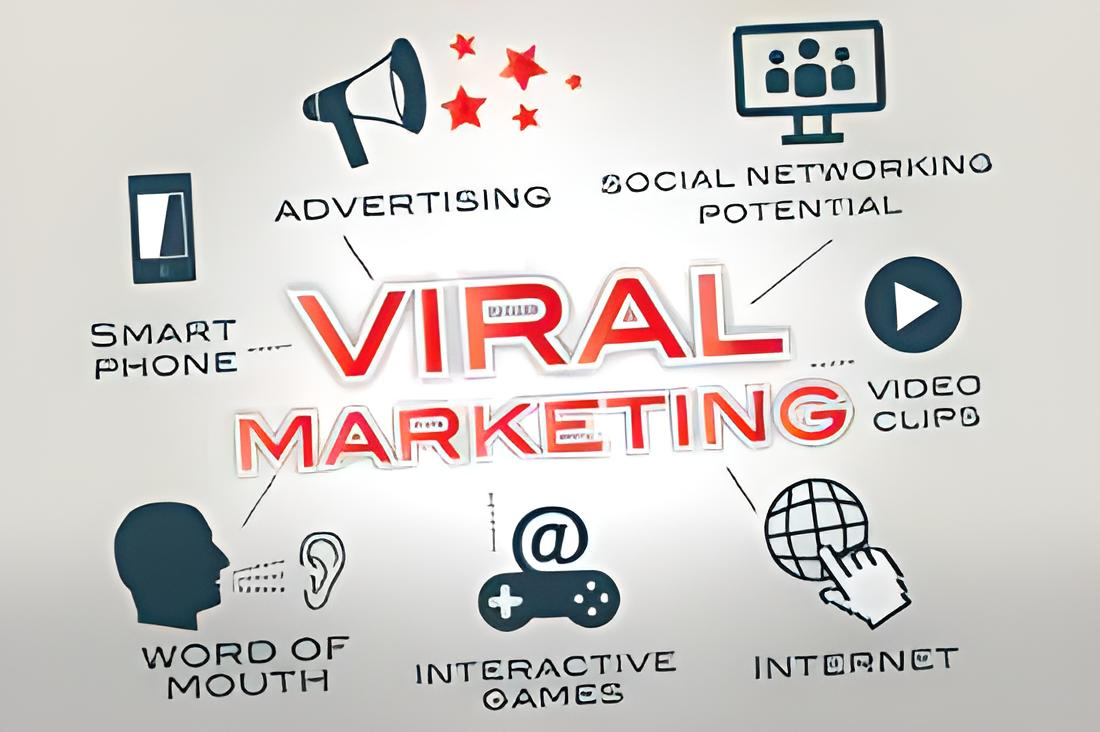 ADVERTISING
SOCIAL NETWORKING
POTENTIAL
SMART
PHONE
VIRAL
MARKETING
VIDEO
CLIPS
WORD OF
MOUTH
@
INTERACTIVE
GAMES
INTERNET